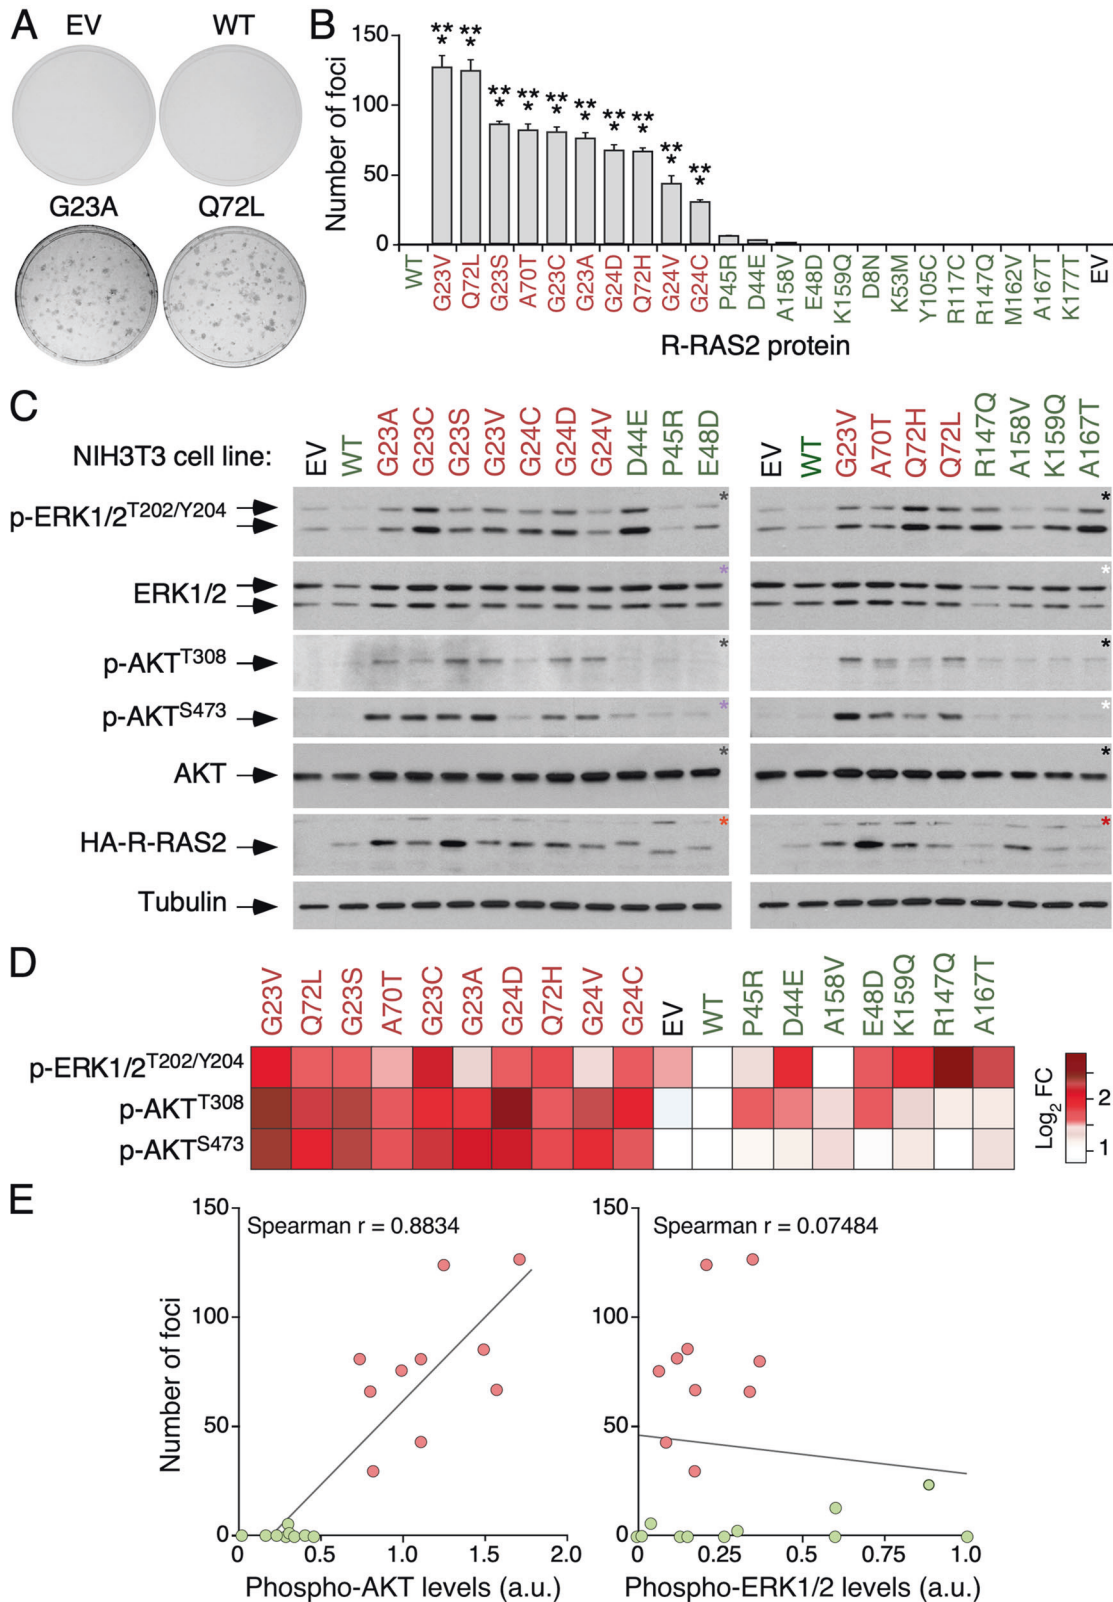 A
EV WT
G23A Q72L
B
Number of foci
150
100
50
0
** ** ** ** ** ** ** ** ** **
* * * * * * * * * *
WT G23V Q72L G23S A70T G23C G23A G24D Q72H G24V G24C P45R D44E A158V E48D K159Q D8N K53M Y105C R117C R147Q M162V A167T K177T EV
R-RAS2 protein
C
NIH3T3 cell line: EV WT G23A G23C G23S G23V G24C G24D G24V D44E P45R E48D EV WT G23V A70T Q72H Q72L R147Q A158V K159Q A167T
p-ERK1/2T202/Y204 * *
ERK1/2 * *
p-AKTT308 * *
p-AKTS473 * *
AKT * *
HA-R-RAS2 * *
Tubulin
D
G23V Q72L G23S A70T G23C G23A G24D Q72H G24V G24C EV WT P45R D44E A158V E48D K159Q R147Q A167T
p-ERK1/2T202/Y204
p-AKTT308
p-AKTS473
Log2 FC
2
1
E
Number of foci
150
100
50
0
Spearman r = 0.8834
0 0.5 1.0 1.5 2.0
Phospho-AKT levels (a.u.)
150
100
50
0
Spearman r = 0.07484
0 0.25 0.5 0.75 1.0
Phospho-ERK1/2 levels (a.u.)